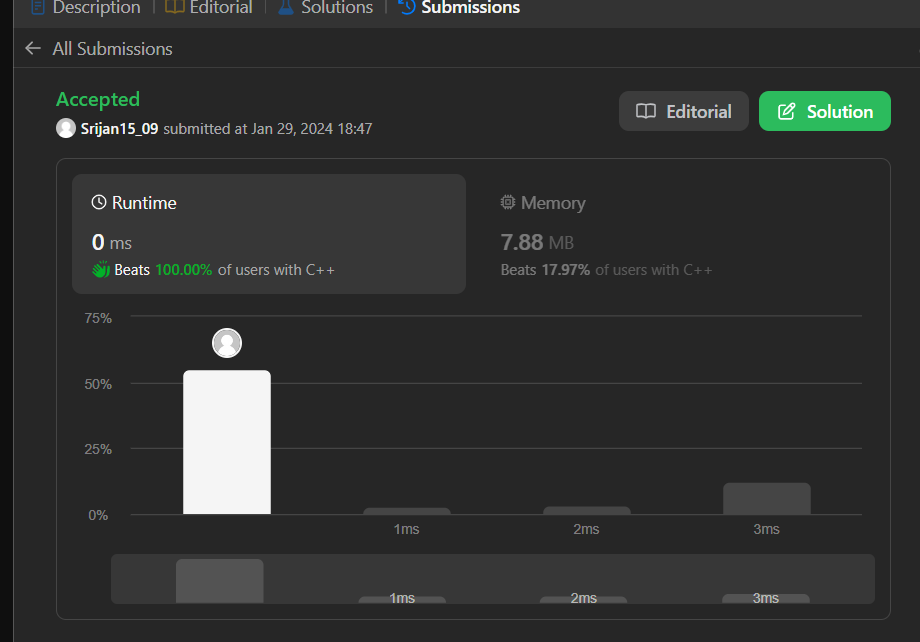 Description | Editorial | Solutions | Submissions
All Submissions
Accepted
Srijan15_09 submitted at Jan 29, 2024 18:47
Editorial
Solution
Runtime
0 ms
Beats 100.00% of users with C++
Memory
7.88 MB
Beats 17.97% of users with C++
75%
50%
25%
0%
1ms 2ms 3ms
1ms 2ms 3ms